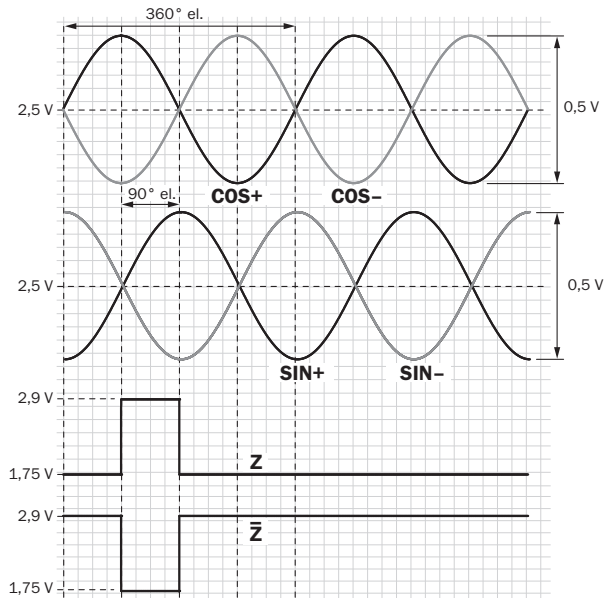 360° el.
2,5 V
0,5 V
90° el.
COS+
COS–
2,5 V
0,5 V
SIN+
SIN–
2,9 V
Z
1,75 V
2,9 V
Z̅
1,75 V